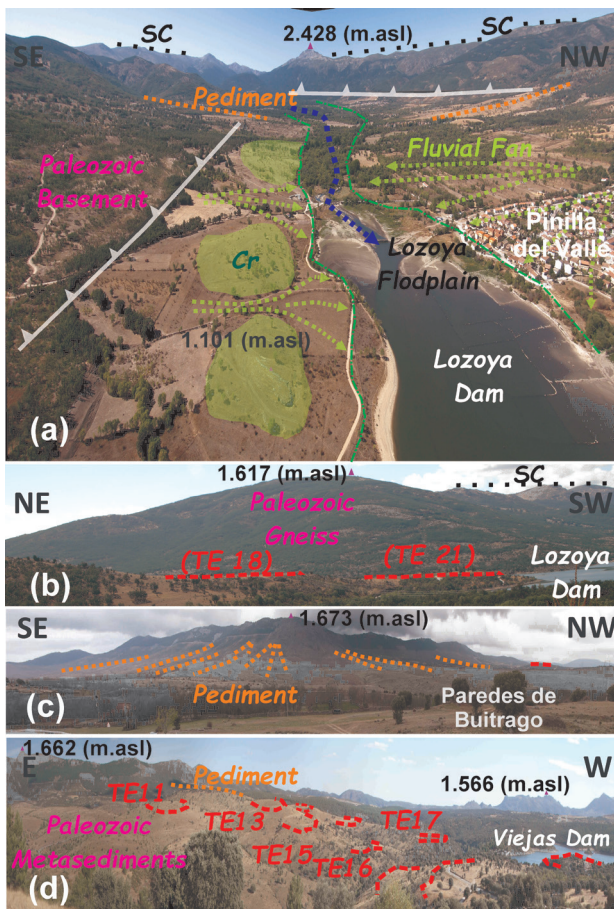 SC
2.428 (m.asl)
SC
SE
NW
Pediment
Fluvial Fan
Paleozoic
Basement
Pinilla
del Valle
Cr
Lozoya
Flodplain
1.101 (m.asl)
Lozoya
Dam
(a)
1.617 (m.asl)
SC
NE
SW
Paleozoic
Gneiss
(TE 18)
(TE 21)
Lozoya
Dam
(b)
SE
1.673 (m.asl)
NW
Pediment
Paredes de
Buitrago
(c)
1.662 (m.asl)
E
W
Pediment
1.566 (m.asl)
TE11
TE13
TE17
Paleozoic
Metasediments
Viejas Dam
TE15
TE16
(d)